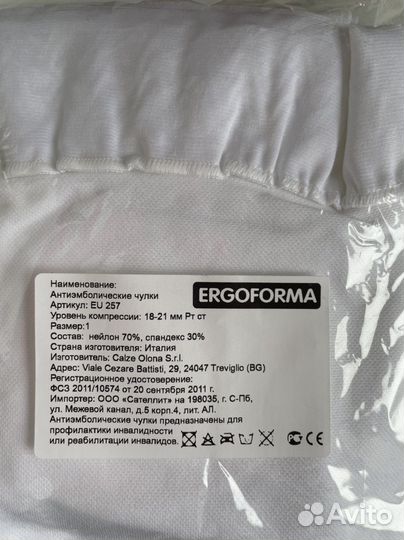 Наименование:
Антиэмболические чулки
Артикул: EU 257
ERGOFORMA
Уровень компрессии: 18-21 мм Рт ст
Размер:1
Состав: нейлон 70%, спандекс 30%
Страна изготовителя: Италия
Изготовитель: Calze Olona S.r.l.
Адрес: Viale Cezare Battisti, 29, 24047 Treviglio (BG)
Регистрационное удостоверение:
ФСЗ 2011/10574 от 20 сентября 2011 г.
Импортер: ООО «Сателлит» на 198035, г. С-Пб,
ул. Межевой канал, д.5 корп.4, лит. АЛ.
Антиэмболические чулки предназначены для
профилактики инвалидности
или реабилитации инвалидов.
РСТ CE
Avito